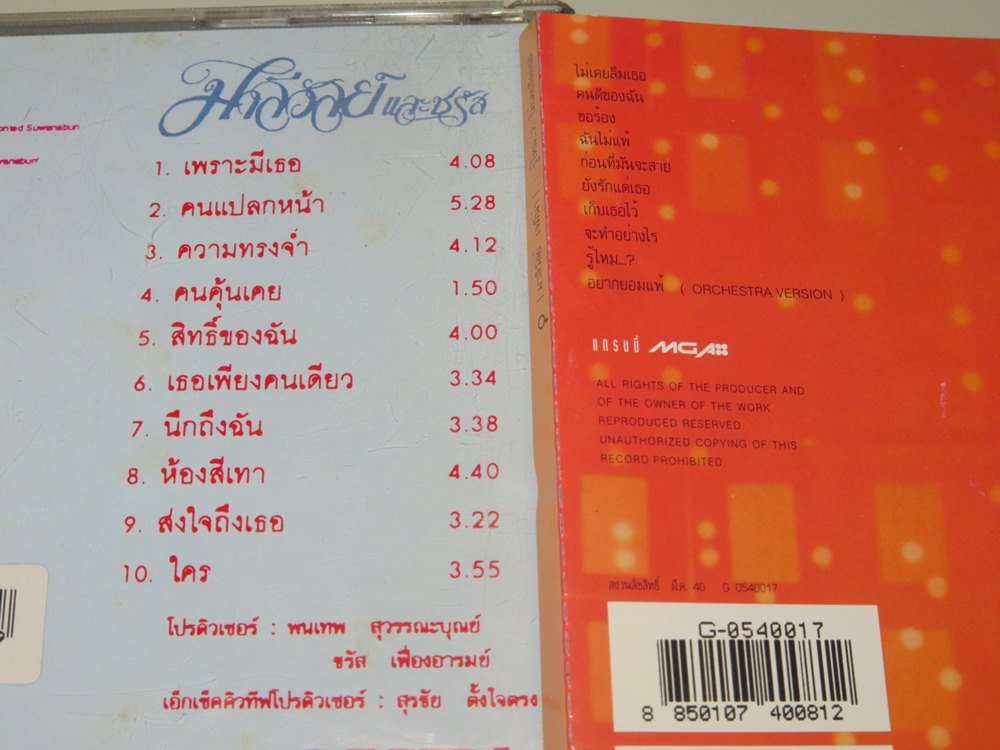 มาลีวัลย์และชรัส
onted Suwanabun
1. เพราะมีเธอ 4.08
2. คนแปลกหน้า 5.28
3. ความทรงจำ 4.12
4. คนคุ้นเคย 1.50
5. สิทธิ์ของฉัน 4.00
6. เธอเพียงคนเดียว 3.34
7. นึกถึงฉัน 3.38
8. ห้องสีเทา 4.40
9. ส่งใจถึงเธอ 3.22
10. ใคร 3.55
โปรดิวเซอร์ : พนเทพ สุวรรณะบุณย์
ชรัส เฟื่องอารมย์
เอ็กเซ็คคิวทีฟโปรดิวเซอร์ : สุรชัย ตั้งใจตรง
ไม่เคยลืมเธอ
คนดีของฉัน
ขอร้อง
ฉันไม่แพ้
ก่อนที่มันจะสาย
ยังรักแต่เธอ
เก็บเธอไว้
จะทำอย่างไร
รู้ไหม...?
อยากยอมแพ้ ( ORCHESTRA VERSION )
แกรมมี่ MGA
ALL RIGHTS OF THE PRODUCER AND
OF THE OWNER OF THE WORK
REPRODUCED RESERVED.
UNAUTHORIZED COPYING OF THIS
RECORD PROHIBITED.
สงวนลิขสิทธิ์ มี.ค. 40 G 0540017
G-0540017
8 850107 400812